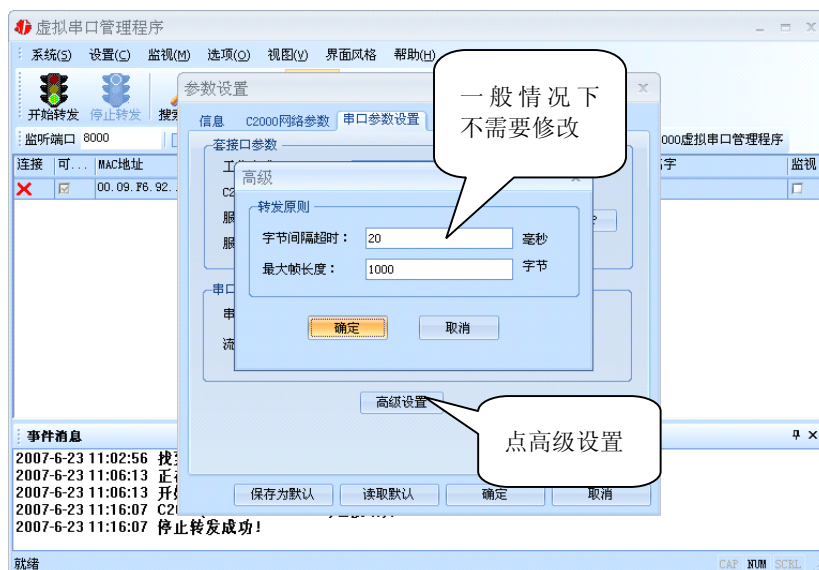 虚拟串口管理程序
系统(S) 设置(C) 监视(M) 选项(O) 视图(V) 界面风格 帮助(H)
开始转发 停止转发
监听端口 8000
000虚拟串口管理程序
连接 可... MAC地址
字 监视
00.09.F6.92..
参数设置
信息 C2000网络参数 串口参数设置
套接口参数
高级
转发原则
字节间隔超时： 20 毫秒
最大帧长度： 1000 字节
确定 取消
高级设置
保存为默认 读取默认 确定 取消
一般情况下
不需要修改
点高级设置
事件消息
2007-6-23 11:02:56 找
2007-6-23 11:06:13 正
2007-6-23 11:06:13 开
2007-6-23 11:16:07 C20
2007-6-23 11:16:07 停止转发成功!
就绪
CAP NUM SCRL